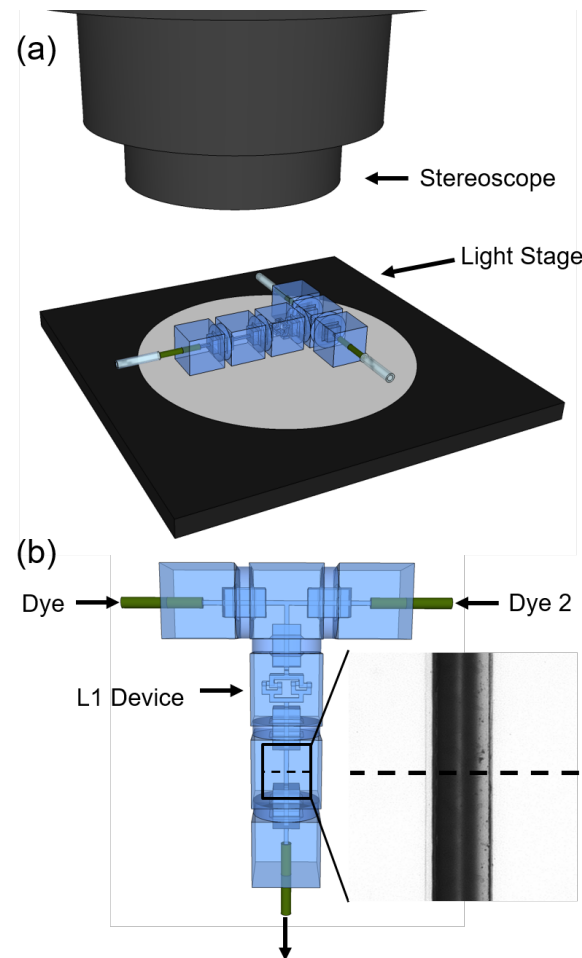 (a)
Stereoscope
Light Stage
(b)
Dye
Dye 2
L1 Device